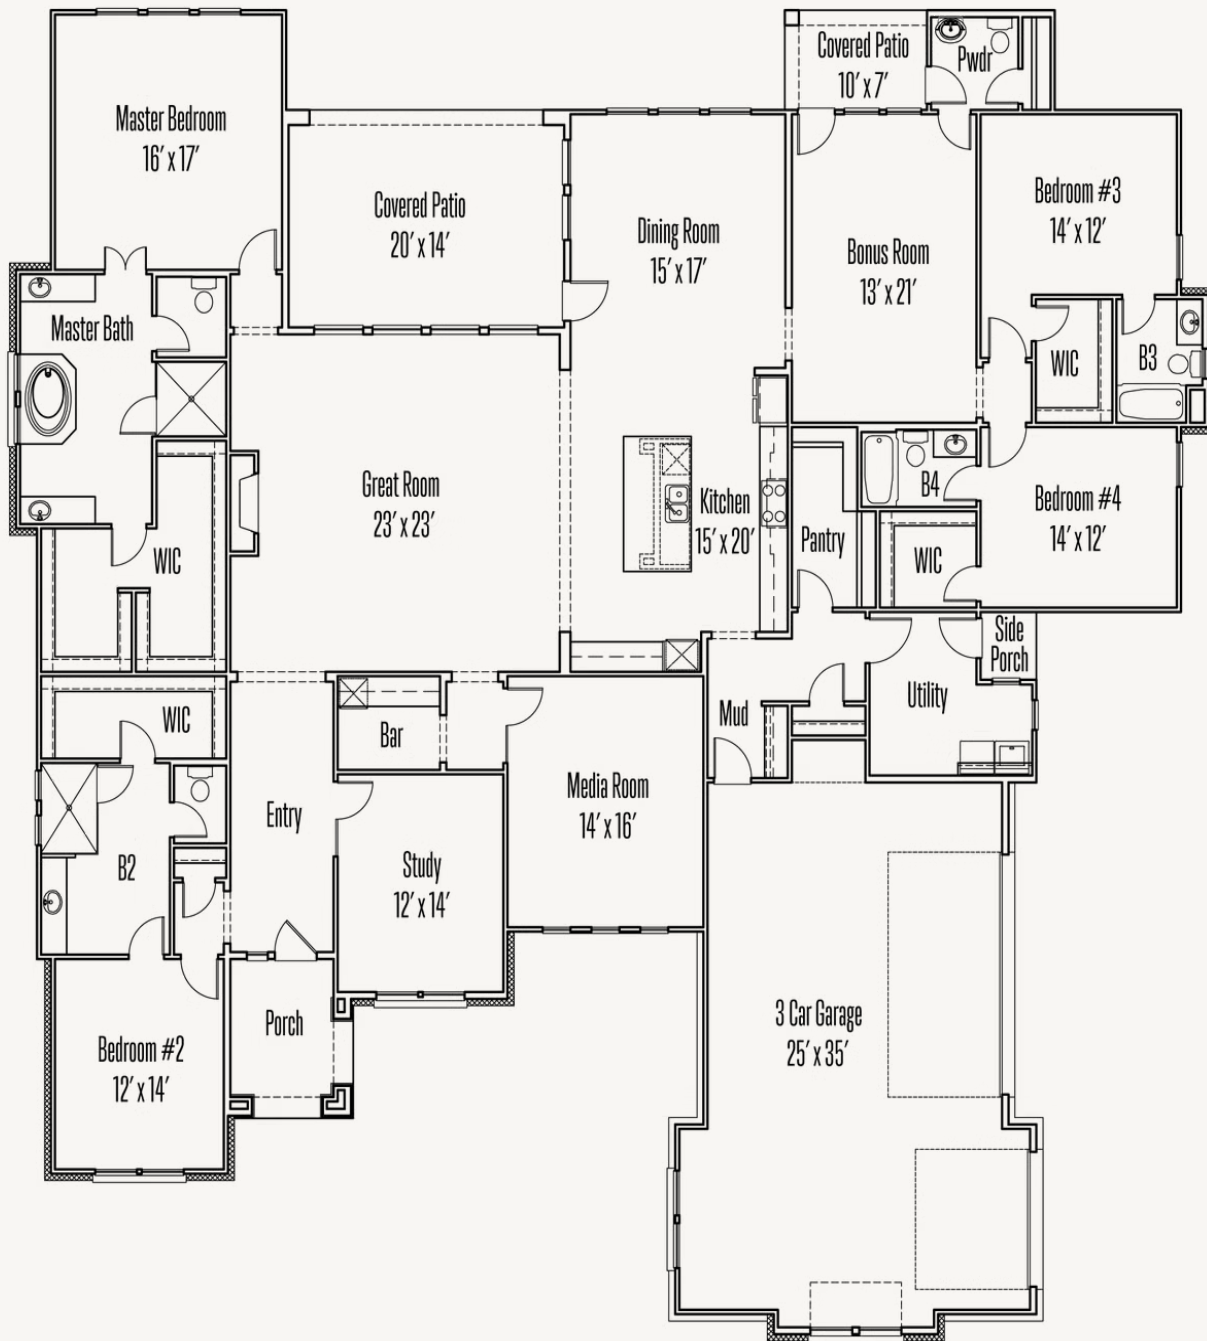 Covered Patio
10' x 7'
Pwdr
Master Bedroom
16' x 17'
Covered Patio
20' x 14'
Dining Room
15' x 17'
Bonus Room
13' x 21'
Bedroom #3
14' x 12'
Master Bath
WIC
B3
Great Room
23' x 23'
Kitchen
15' x 20'
Pantry
B4
WIC
Bedroom #4
14' x 12'
WIC
Side
Porch
Utility
WIC
Bar
Mud
Media Room
14' x 16'
Entry
B2
Study
12' x 14'
Porch
3 Car Garage
25' x 35'
Bedroom #2
12' x 14'